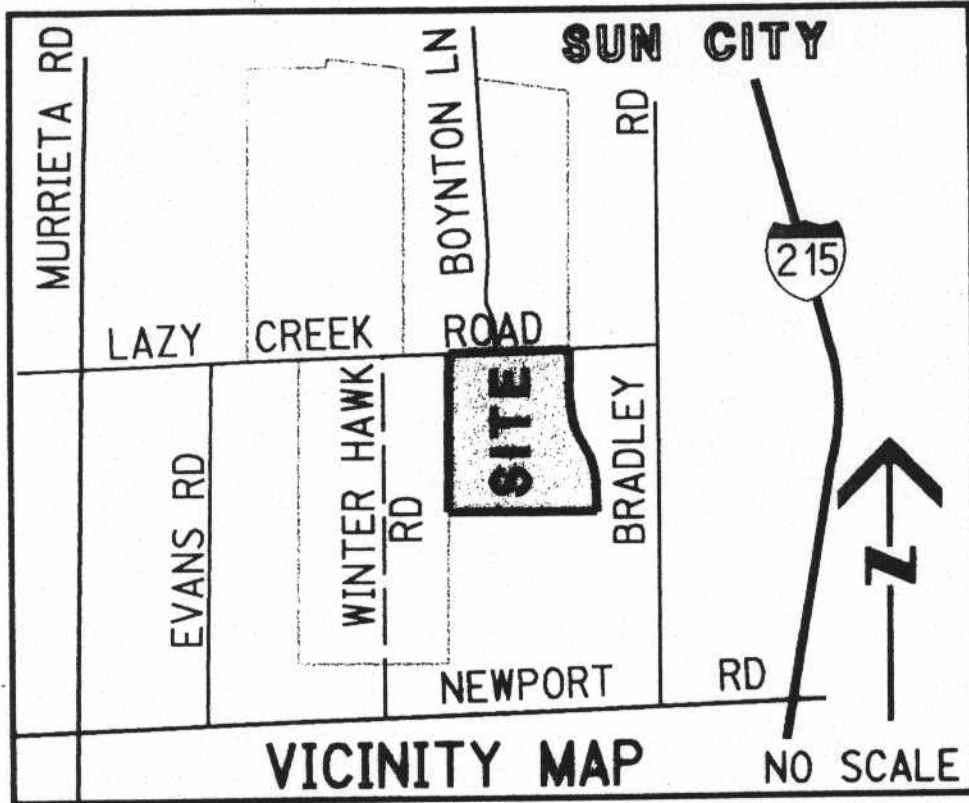 SUN CITY
MURRIETA RD
BOYNTON LN
RD
215
LAZY CREEK ROAD
SITE
WINTER HAWK
RD
BRADLEY
EVANS RD
N
NEWPORT RD
VICINITY MAP
NO SCALE